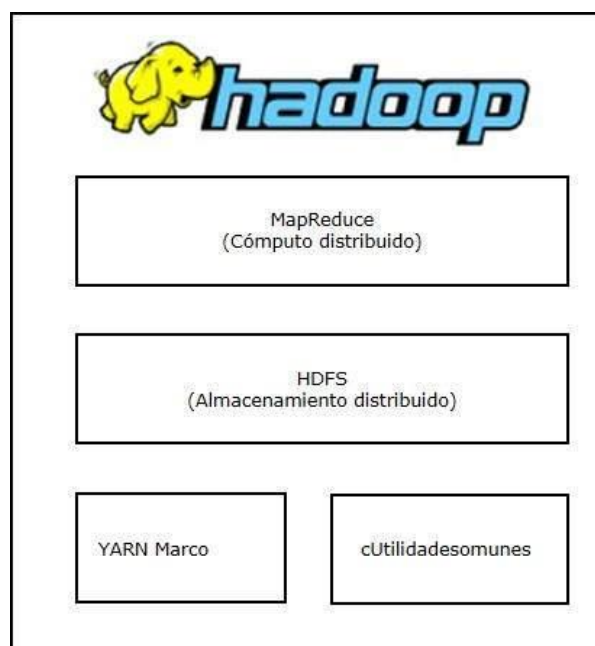 hadoop
MapReduce
(Cómputo distribuido)
HDFS
(Almacenamiento distribuido)
YARN Marco
cUtilidadesomunes